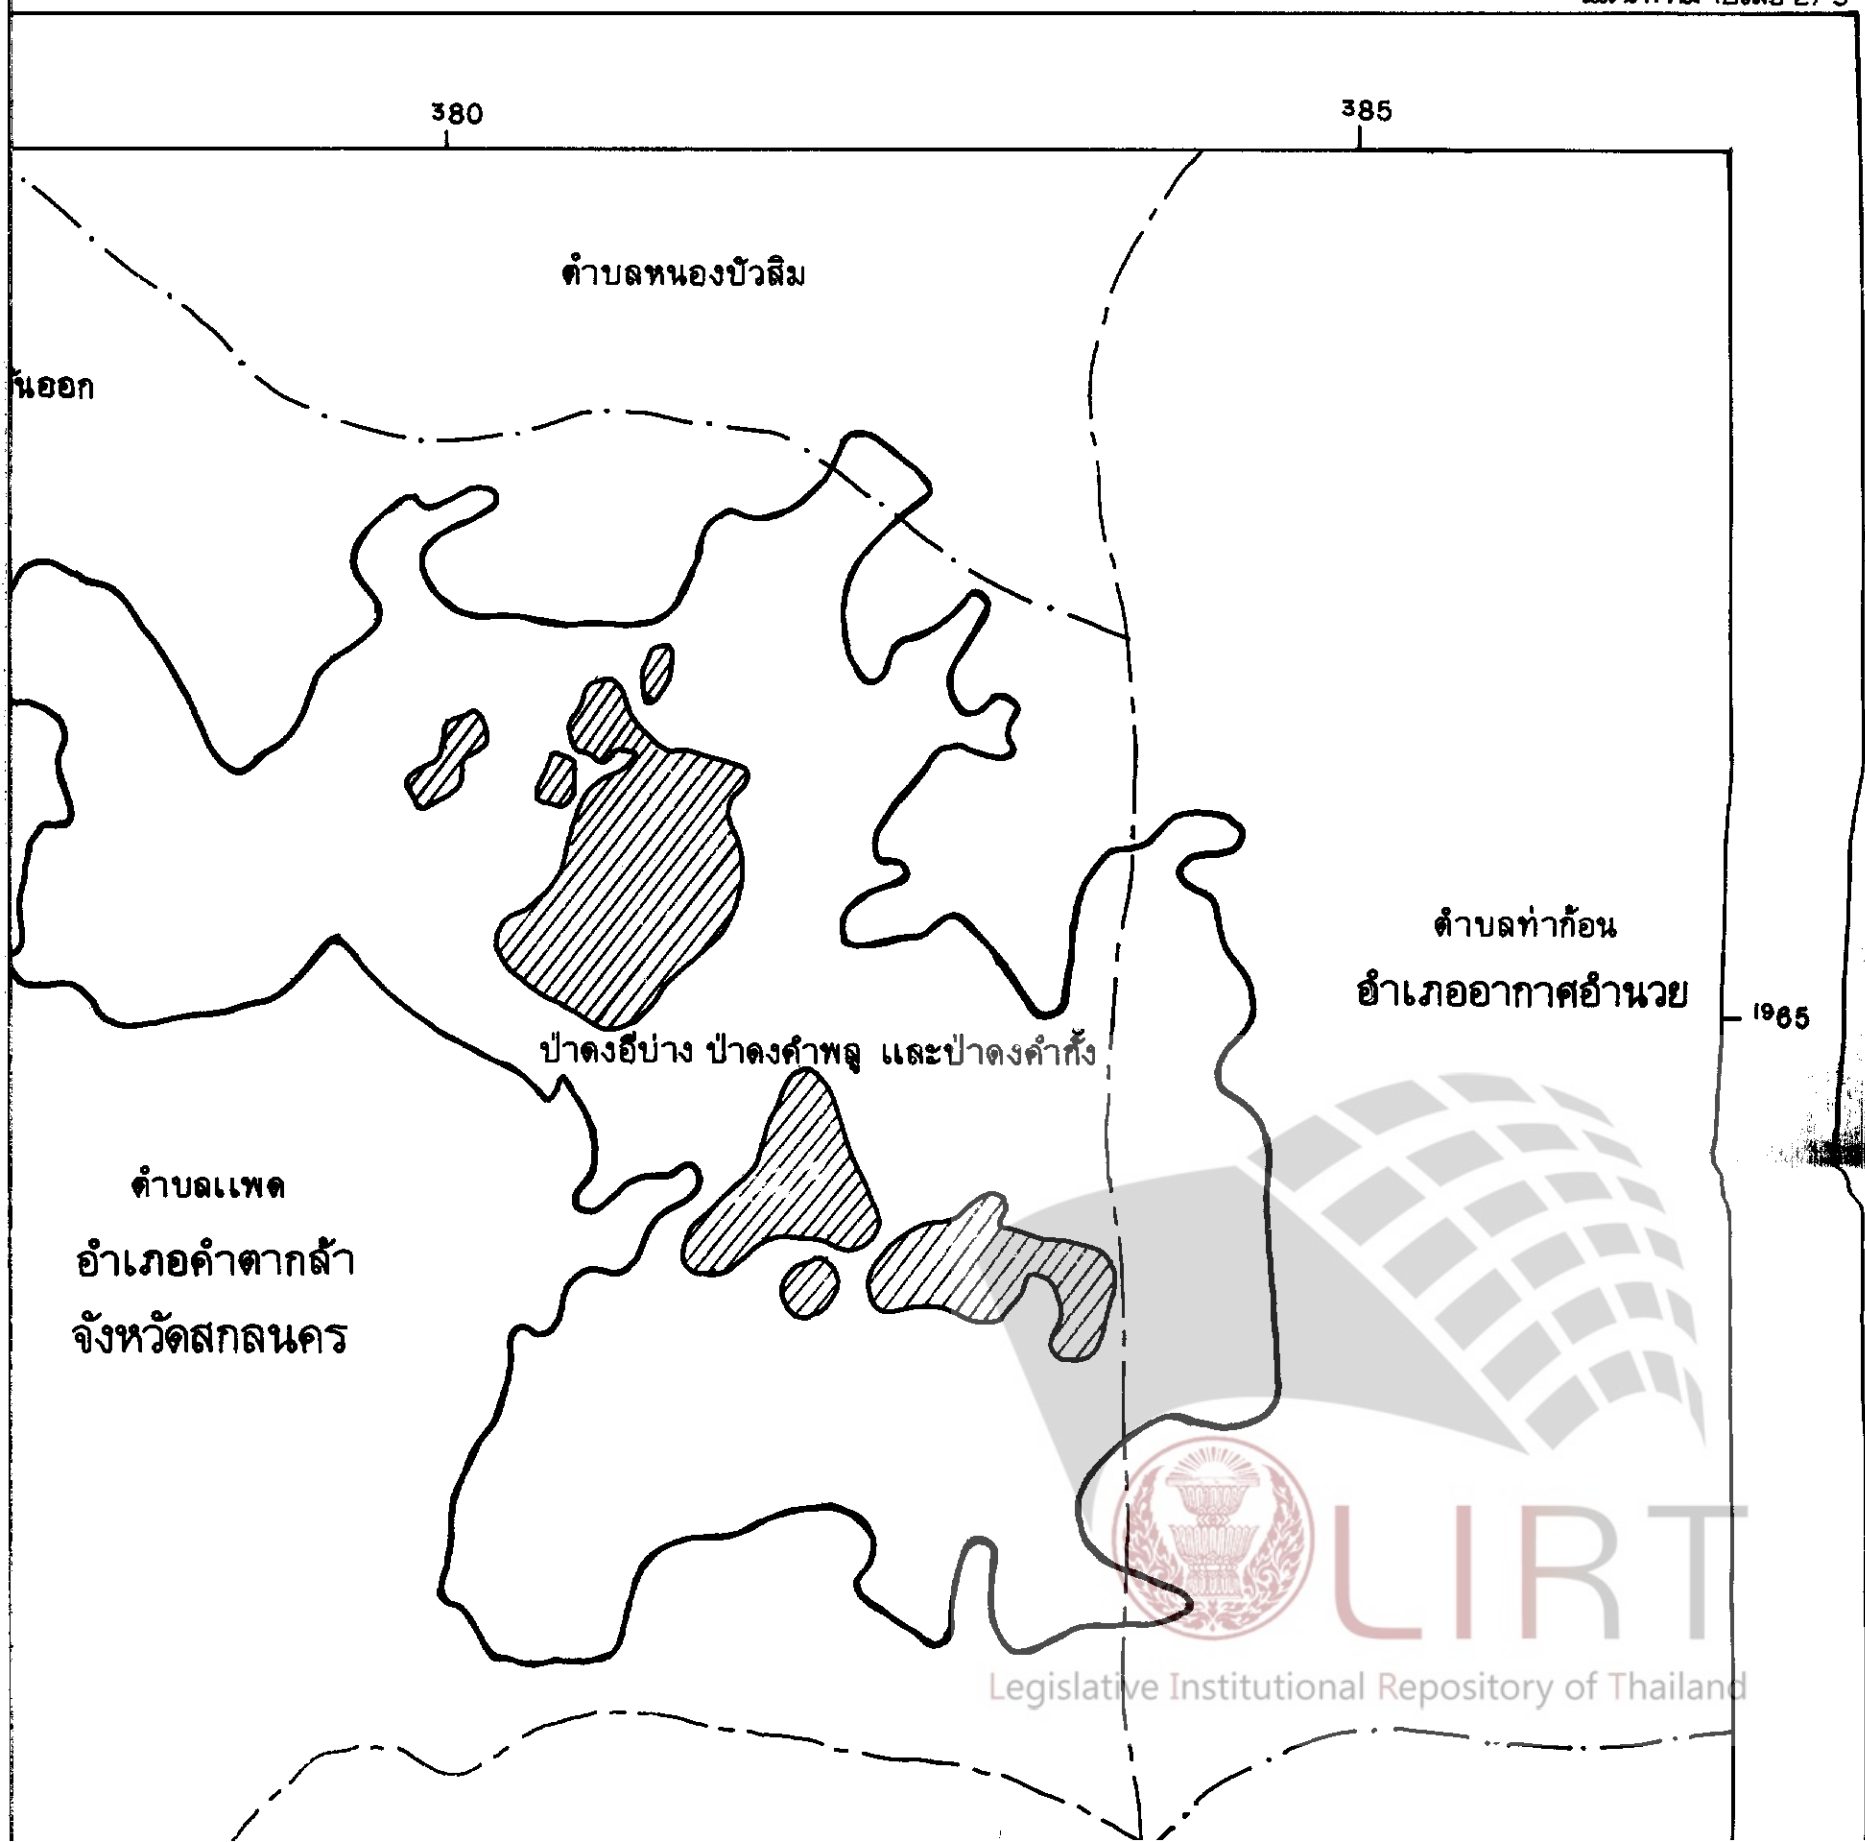 380
385
ตำบลหนองบัวสิม
ันออก
ตำบลท่าก้อน
อำเภออากาศอำนวย
1965
ป่าดงอีบ่าง ป่าดงคำพลู และป่าดงคำกั้ง
ตำบลแพด
อำเภอคำตากล้า
จังหวัดสกลนคร
LIRT
Legislative Institutional Repository of Thailand